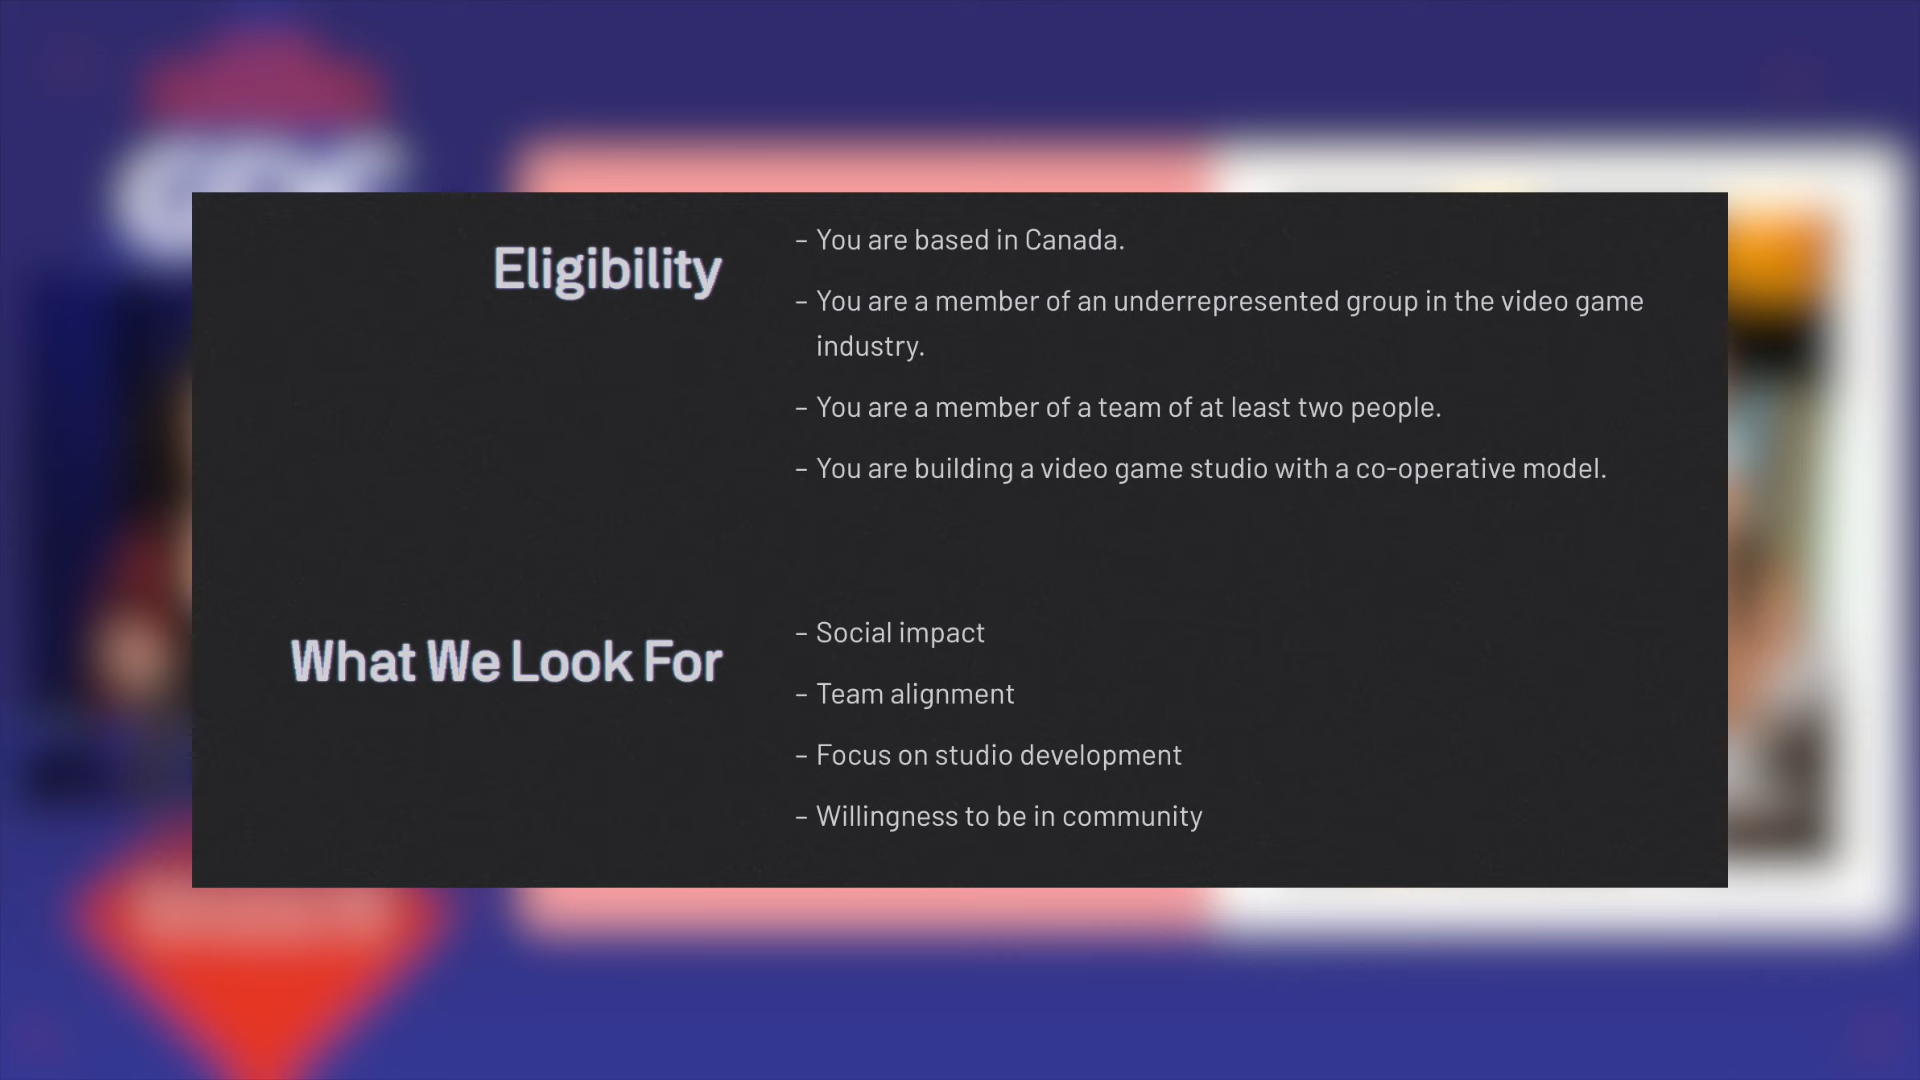 Eligibility
– You are based in Canada.
– You are a member of an underrepresented group in the video game
industry.
– You are a member of a team of at least two people.
– You are building a video game studio with a co-operative model.
What We Look For
– Social impact
– Team alignment
– Focus on studio development
– Willingness to be in community